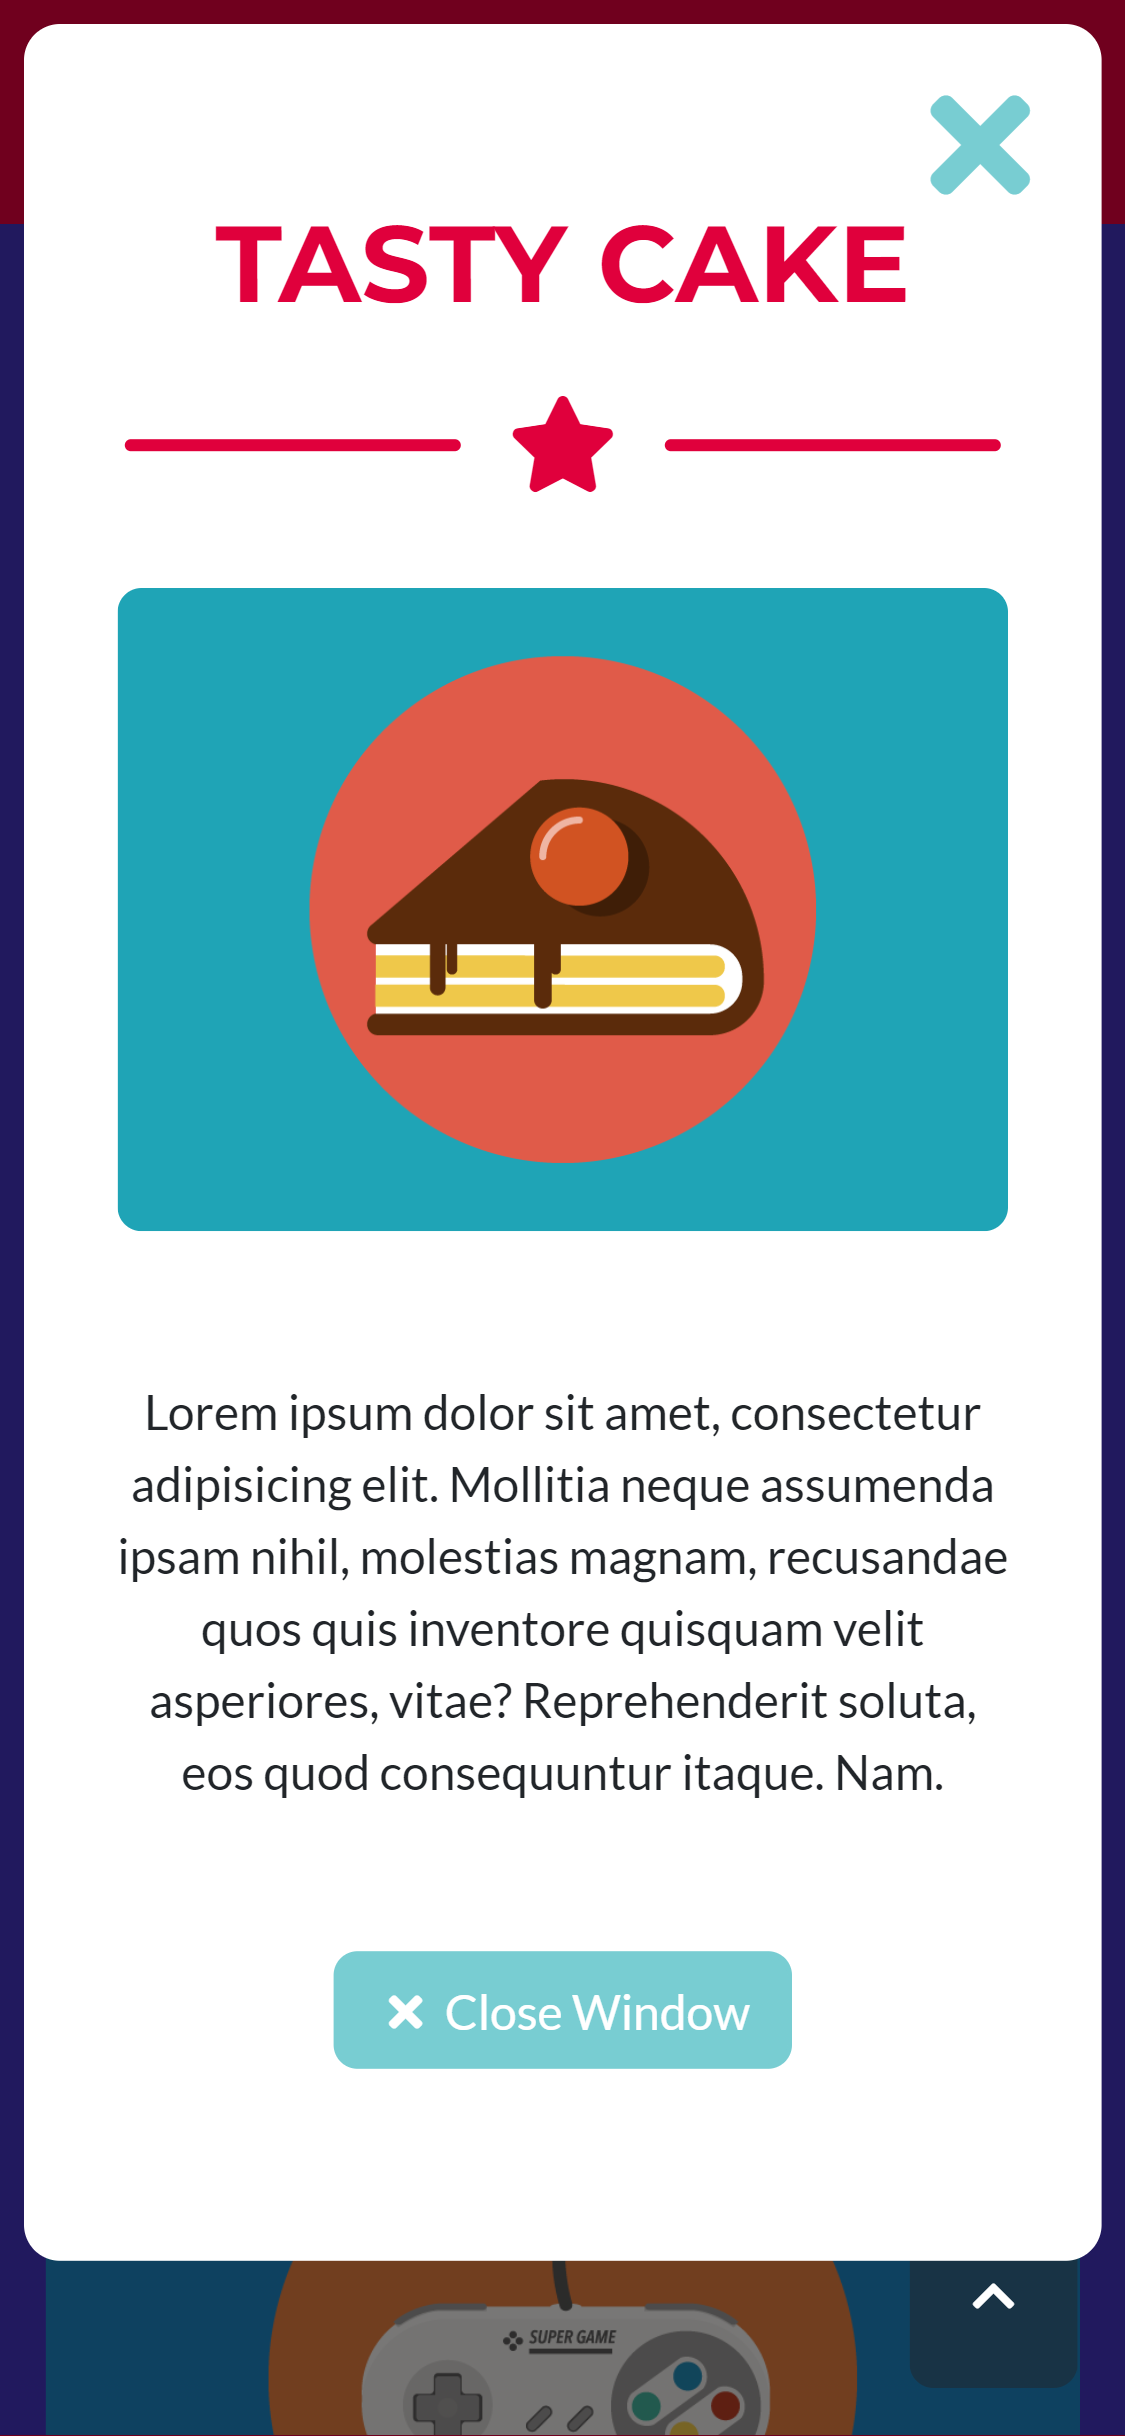 TASTY CAKE
Lorem ipsum dolor sit amet, consectetur
adipisicing elit. Mollitia neque assumenda
ipsam nihil, molestias magnam, recusandae
quos quis inventore quisquam velit
asperiores, vitae? Reprehenderit soluta,
eos quod consequuntur itaque. Nam.
Close Window
SUPER GAME